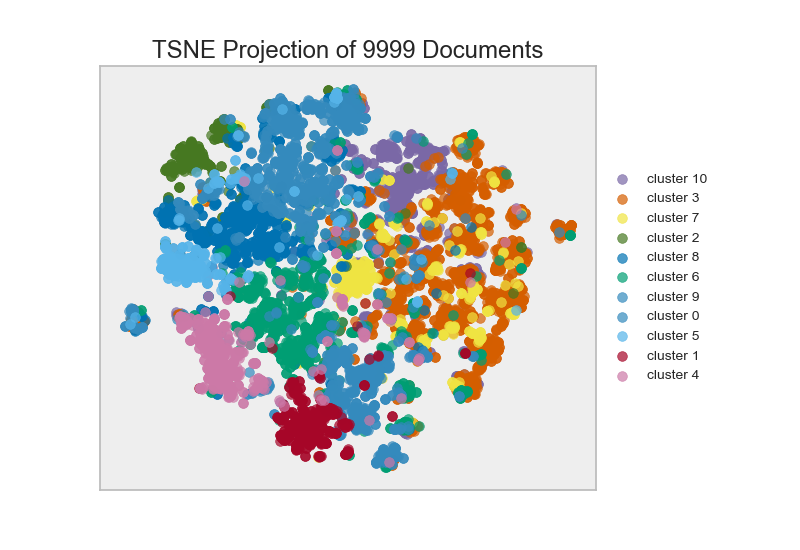 TSNE Projection of 9999 Documents
cluster 10
cluster 3
cluster 7
cluster 2
cluster 8
cluster 6
cluster 9
cluster 0
cluster 5
cluster 1
cluster 4